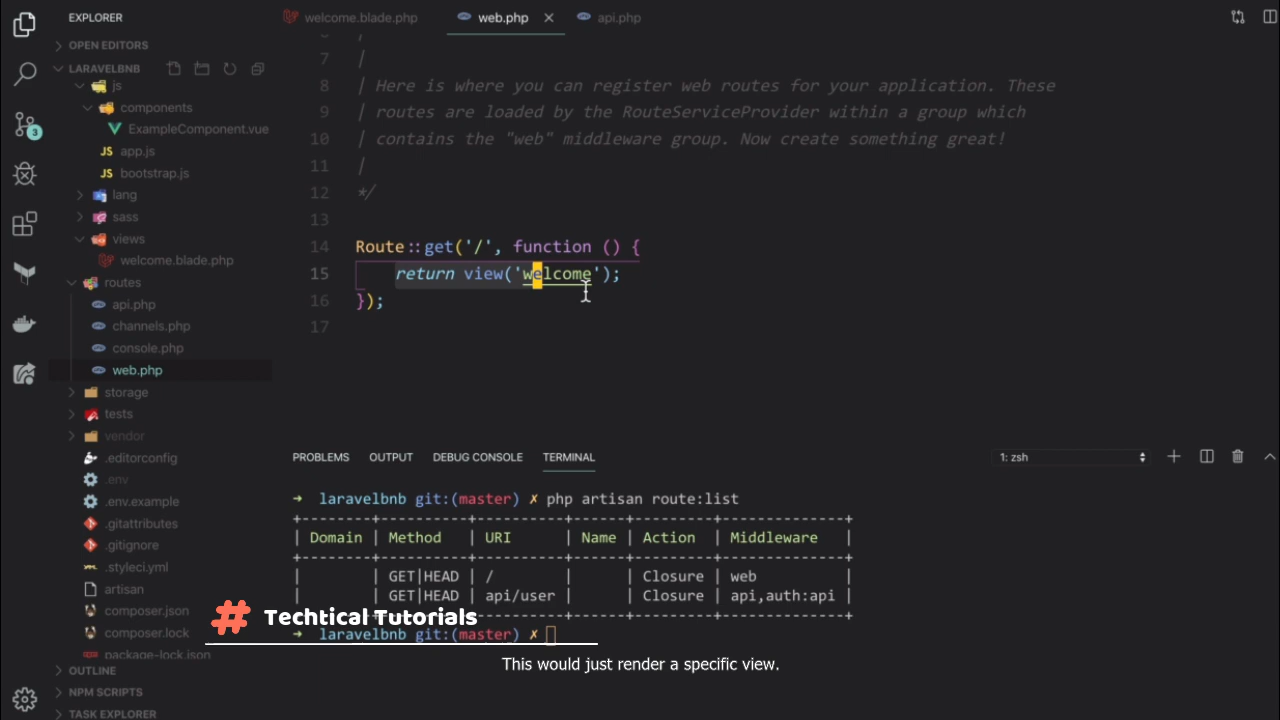 EXPLORER
OPEN EDITORS
LARAVELBNB
js
components
ExampleComponent.vue
JS app.js
JS bootstrap.js
lang
sass
views
welcome.blade.php
routes
api.php
channels.php
console.php
web.php
storage
tests
vendor
.editorconfig
.env
.env.example
.gitattributes
.gitignore
.styleci.yml
artisan
composer.json
composer.lock
package-lock.json
OUTLINE
NPM SCRIPTS
TASK EXPLORER
3
welcome.blade.php web.php api.php
7 |
8 | Here is where you can register web routes for your application. These
9 | routes are loaded by the RouteServiceProvider within a group which
10 | contains the "web" middleware group. Now create something great!
11 |
12 */
13
14 Route::get('/', function () {
15 return view('welcome');
16 });
17
PROBLEMS OUTPUT DEBUG CONSOLE TERMINAL 1: zsh
➜ laravelbnb git:(master) ✗ php artisan route:list
+--------+----------+----------+------+---------+--------------+
| Domain | Method | URI | Name | Action | Middleware |
+--------+----------+----------+------+---------+--------------+
| | GET|HEAD | / | | Closure | web |
| | GET|HEAD | api/user | | Closure | api,auth:api |
+--------+----------+----------+------+---------+--------------+
➜ laravelbnb git:(master) ✗
# Techtical Tutorials
This would just render a specific view.